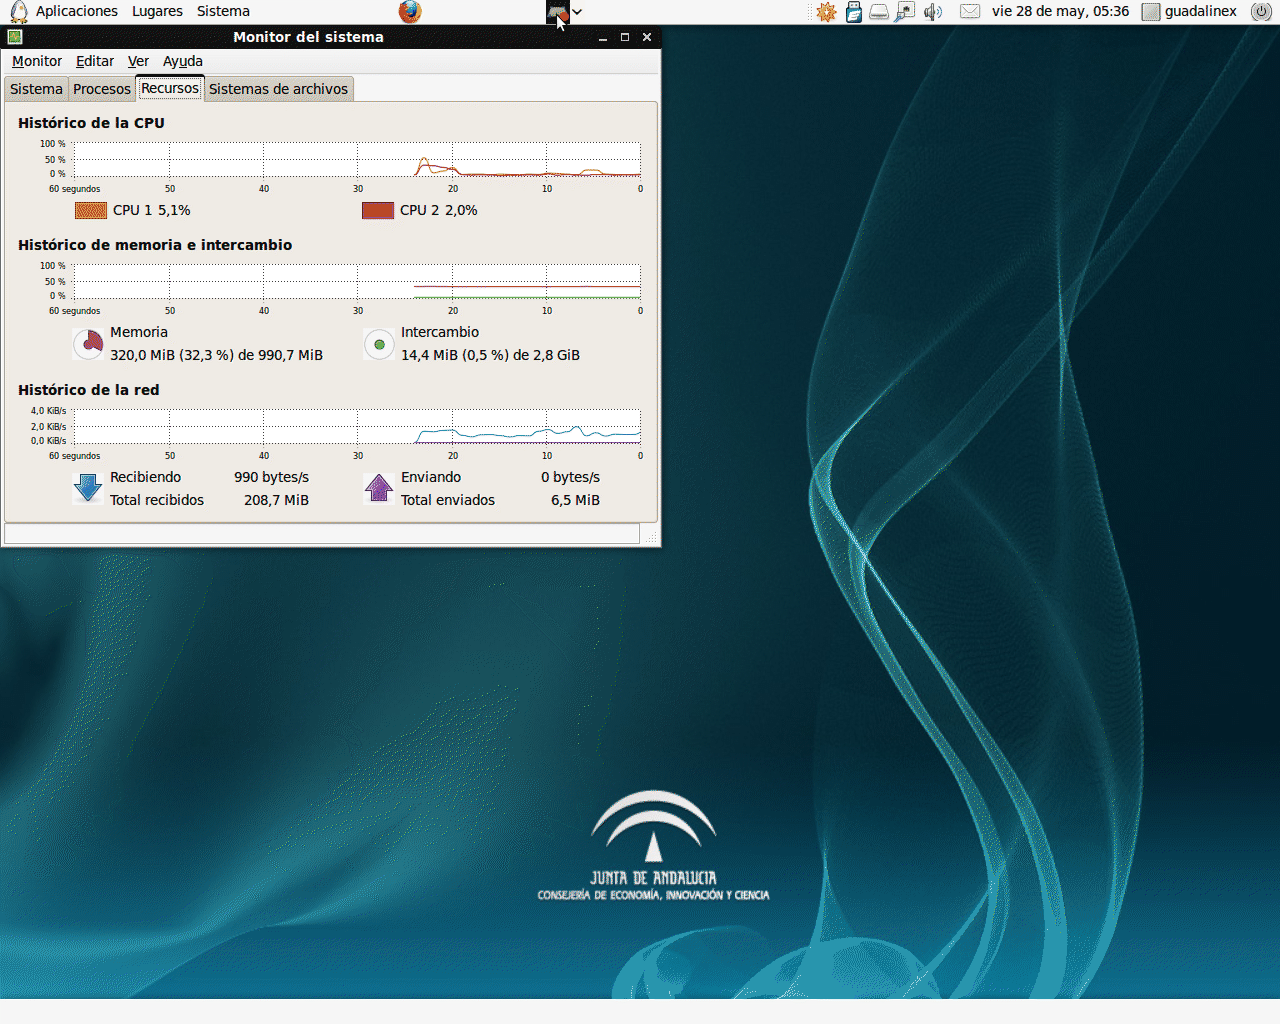 Aplicaciones Lugares Sistema vie 28 de may, 05:36 guadalinex
Monitor del sistema
Monitor Editar Ver Ayuda
Sistema Procesos Recursos Sistemas de archivos
Histórico de la CPU
100 %
50 %
0 %
60 segundos 50 40 30 20 10 0
CPU 1 5,1% CPU 2 2,0%
Histórico de memoria e intercambio
100 %
50 %
0 %
60 segundos 50 40 30 20 10 0
Memoria Intercambio
320,0 MiB (32,3 %) de 990,7 MiB 14,4 MiB (0,5 %) de 2,8 GiB
Histórico de la red
4,0 KiB/s
2,0 KiB/s
0,0 KiB/s
60 segundos 50 40 30 20 10 0
Recibiendo 990 bytes/s Enviando 0 bytes/s
Total recibidos 208,7 MiB Total enviados 6,5 MiB
JUNTA DE ANDALUCIA
CONSEJERÍA DE ECONOMÍA, INNOVACIÓN Y CIENCIA